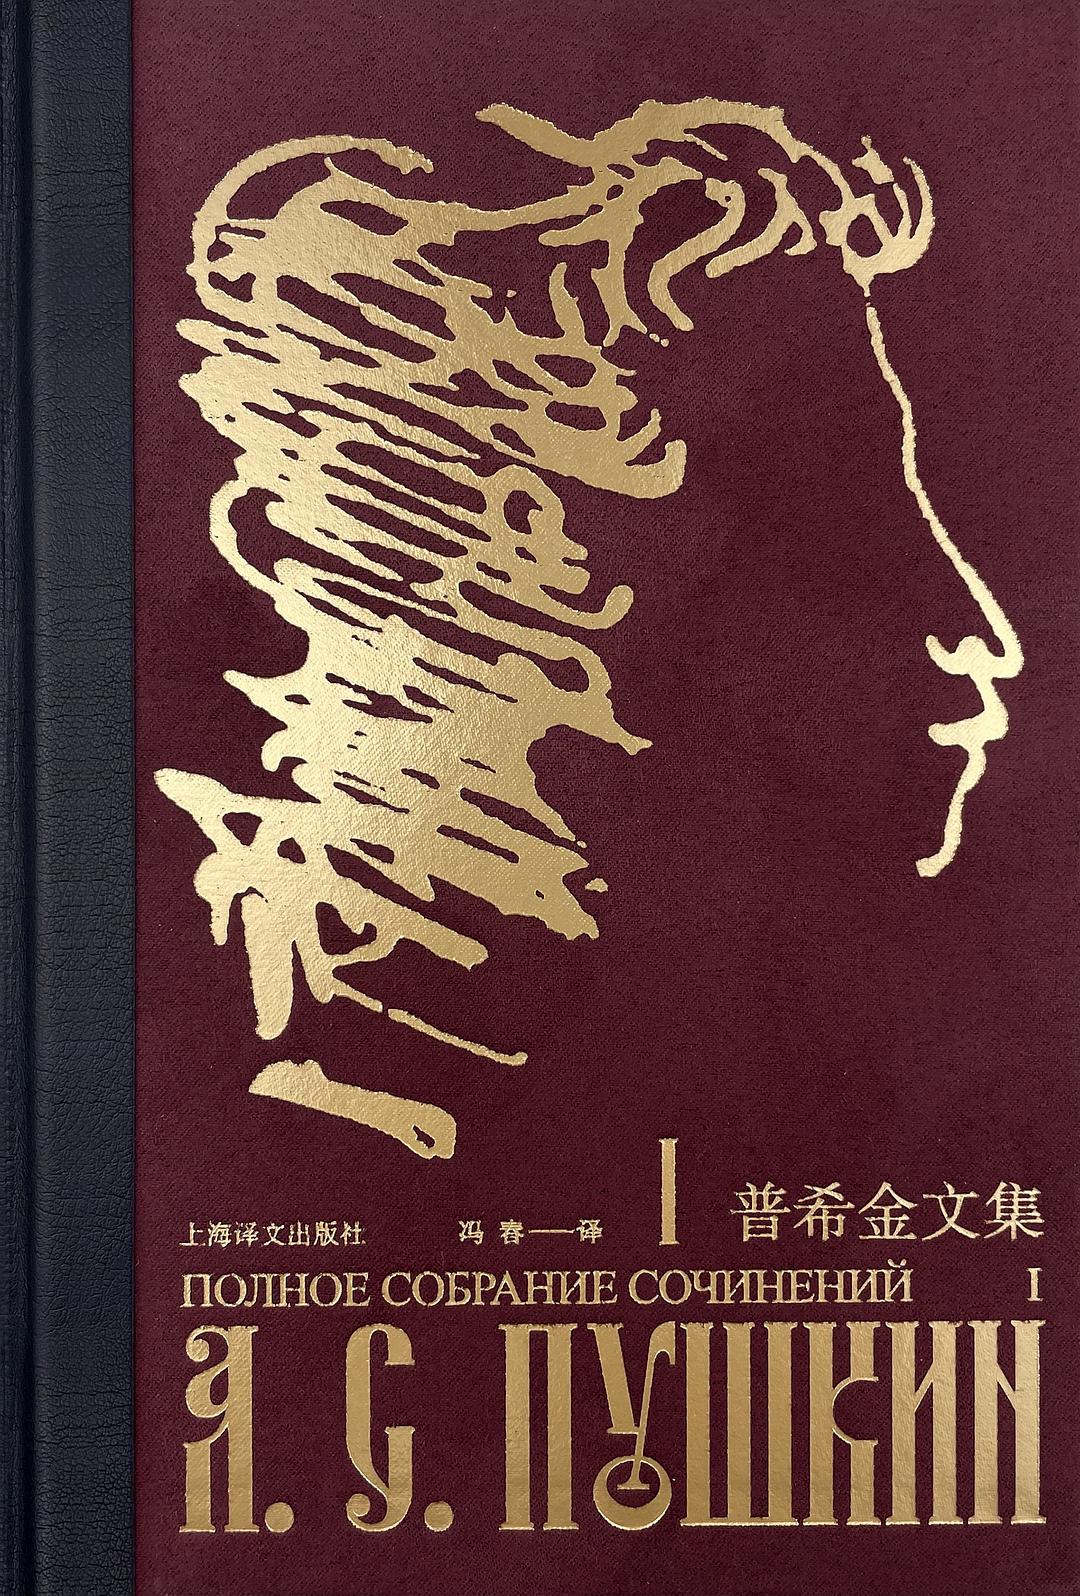 普希金文集
上海译文出版社 冯 春——译
ПОЛНОЕ СОБРАНИЕ СОЧИНЕНИЙ I
А. С. ПУШКИН